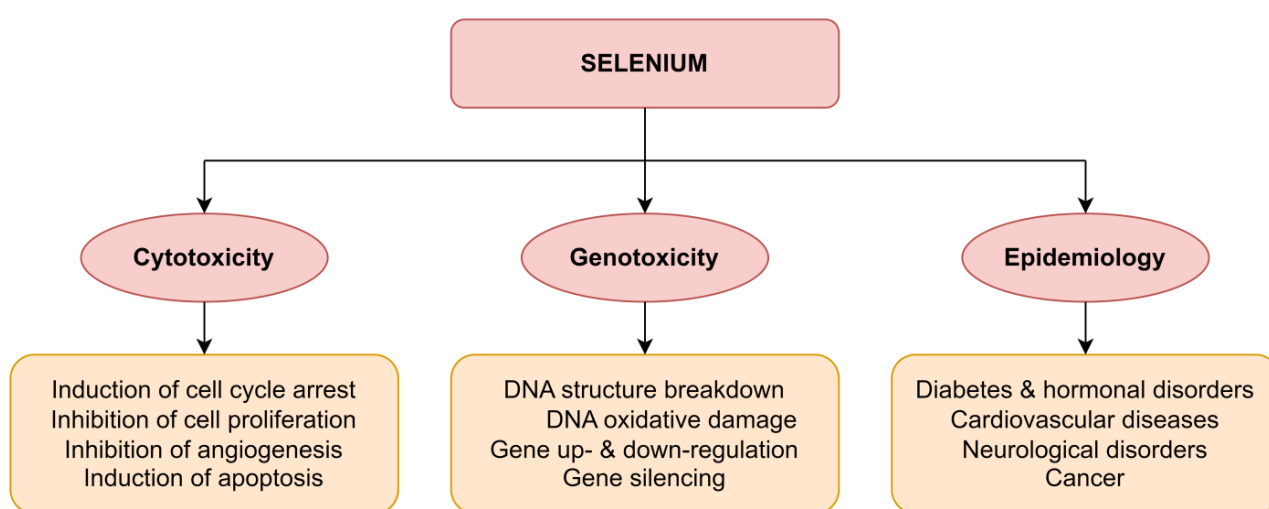 SELENIUM
Cytotoxicity
Genotoxicity
Epidemiology
Induction of cell cycle arrest
Inhibition of cell proliferation
Inhibition of angiogenesis
Induction of apoptosis
DNA structure breakdown
DNA oxidative damage
Gene up- & down-regulation
Gene silencing
Diabetes & hormonal disorders
Cardiovascular diseases
Neurological disorders
Cancer